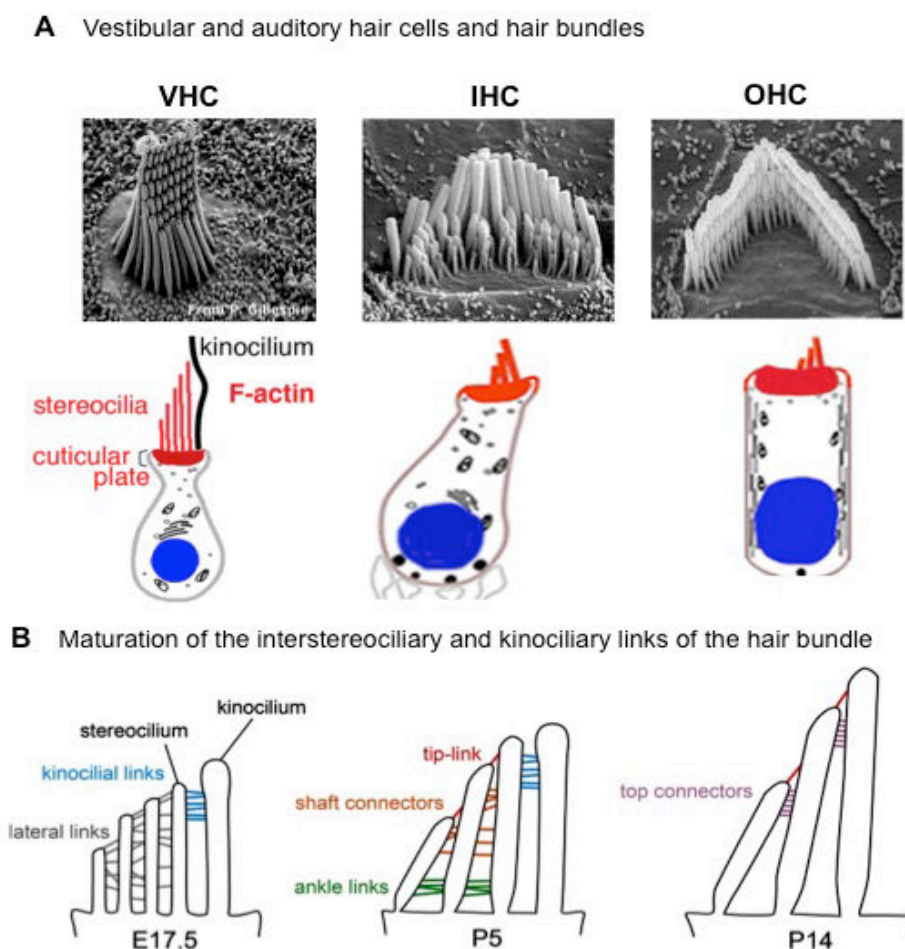 A Vestibular and auditory hair cells and hair bundles
VHC IHC OHC
From P. Gillespie
kinocilium
stereocilia
F-actin
cuticular
plate
B Maturation of the interstereociliary and kinociliary links of the hair bundle
stereocilium
kinocilium
kinocilial links
lateral links
E17.5
tip-link
shaft connectors
ankle links
P5
top connectors
P14